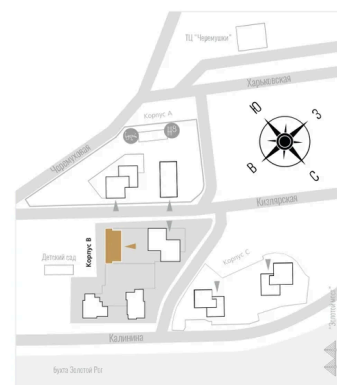 ТЦ "Черемушки"
Харьковская
Корпус А
Черемуховая
Ю
З
В
С
Кизлярская
Корпус В
Детский сад
Корпус С
Калинина
бухта Золотой Рог